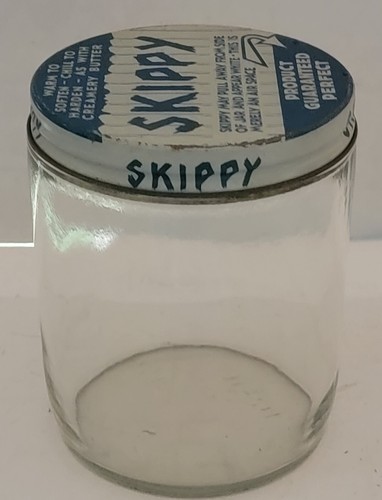 WARM TO
SOFTEN - CHILL TO
HARDEN - AS WITH
CREAMERY BUTTER
SKIPPY
SKIPPY MAY PULL AWAY FROM SIDE
OF JAR AND APPEAR WHITE - THIS IS
MERELY AN AIR SPACE
PRODUCT
GUARANTEED
PERFECT
SKIPPY